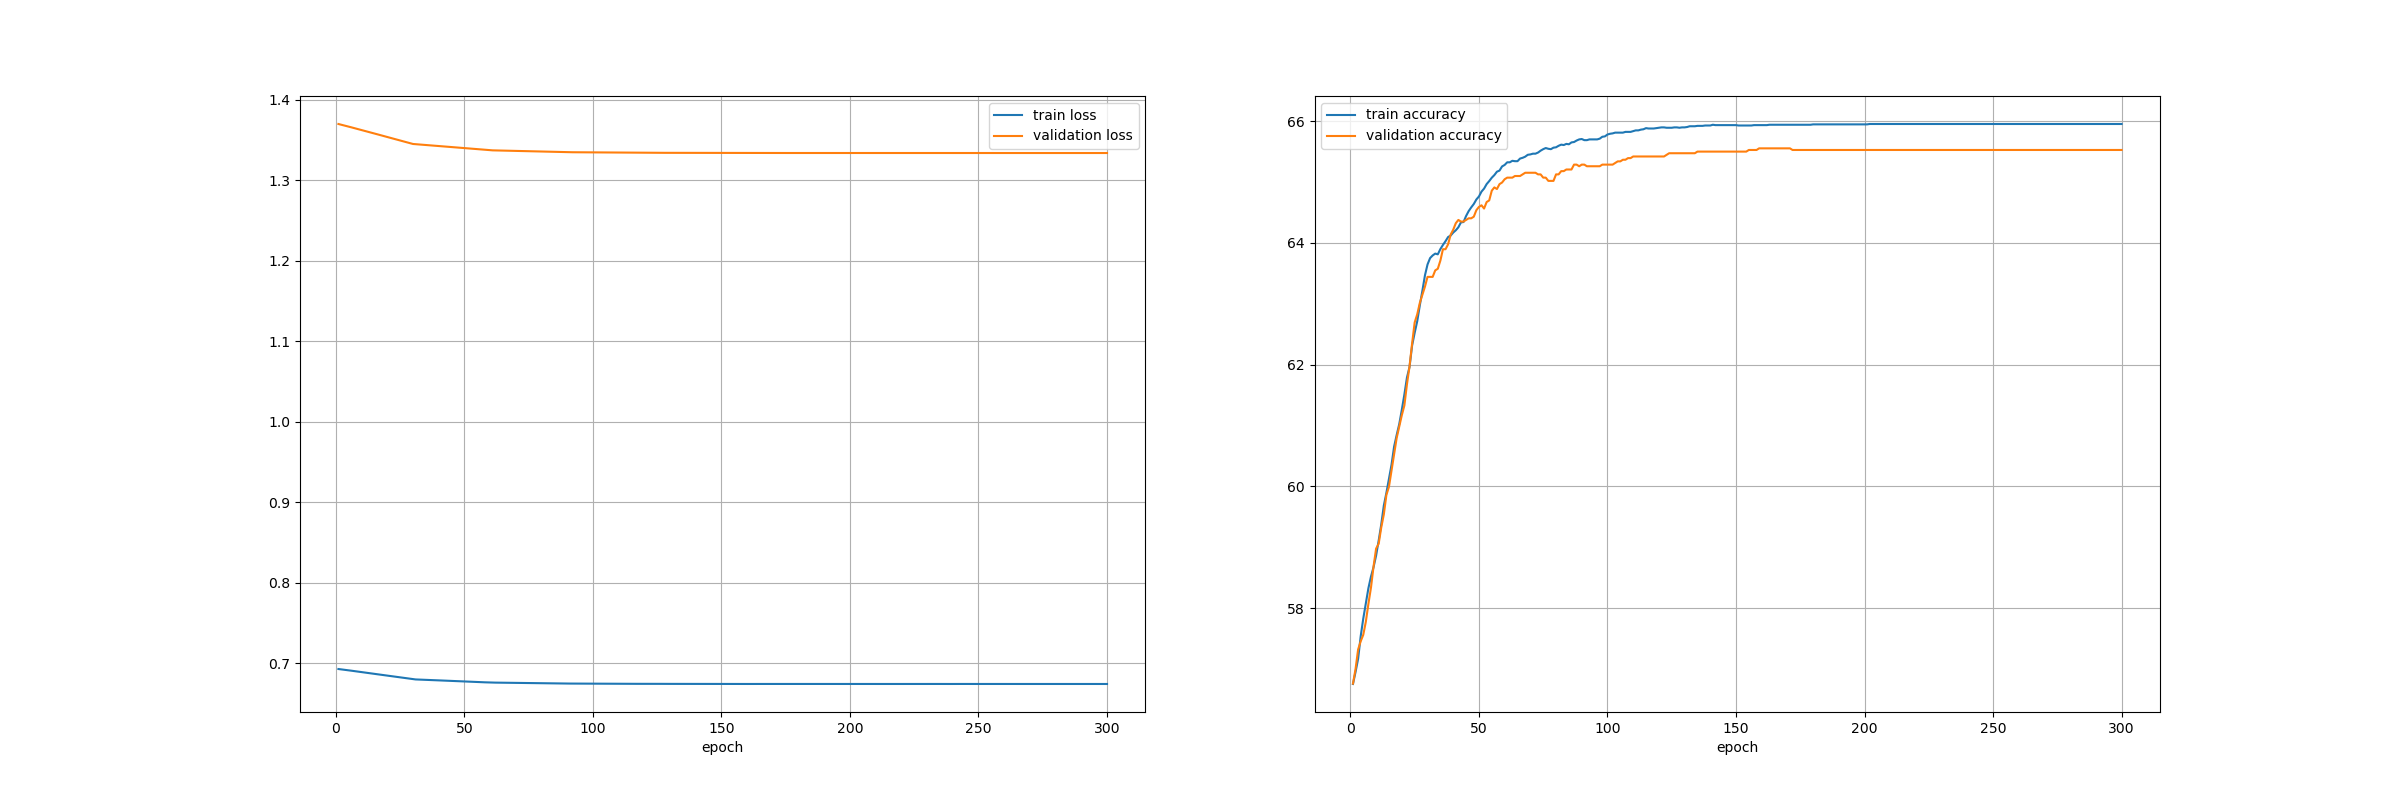 1.4
1.3
1.2
1.1
1.0
0.9
0.8
0.7
0 50 100 150 200 250 300
epoch
train loss
validation loss
66
64
62
60
58
0 50 100 150 200 250 300
epoch
train accuracy
validation accuracy